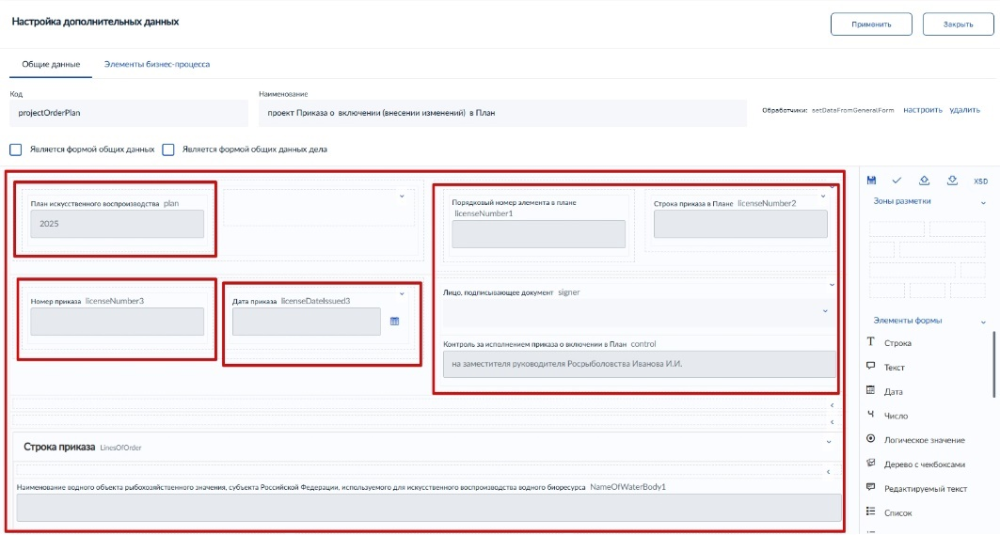 Настройка дополнительных данных
Применить
Закрыть
Общие данные
Элементы бизнес-процесса
Код
Наименование
projectOrderPlan
проект Приказа о включении (внесении изменений) в План
Обработчики: setDataFromGeneralForm настроить удалить
Является формой общих данных
Является формой общих данных дела
XSD
План искусственного воспроизводства plan
2025
Порядковый номер элемента в плане
licenseNumber1
Строка приказа в Плане licenseNumber2
Номер приказа licenseNumber3
Дата приказа licenseDateIssued3
Лицо, подписывающее документ signer
Контроль за исполнением приказа о включении в План control
на заместителя руководителя Росрыболовства Иванова И.И.
Строка приказа LinesOfOrder
Наименование водного объекта рыбохозяйственного значения, субъекта Российской Федерации, используемого для искусственного воспроизводства водного биоресурса NameOfWaterBody1
Зоны разметки
Элементы формы
Строка
Текст
Дата
Число
Логическое значение
Дерево с чекбоксами
Редактируемый текст
Список